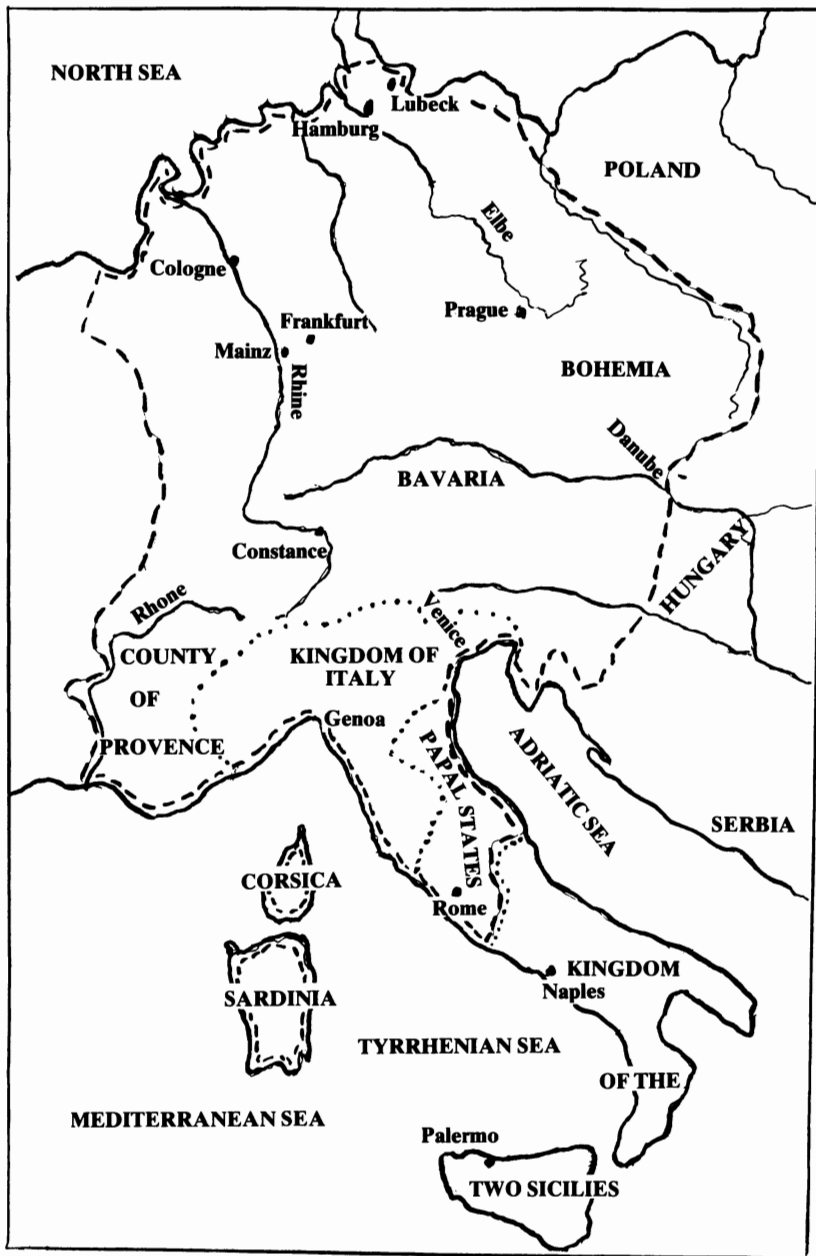 NORTH SEA
Lubeck
Hamburg
POLAND
Elbe
Cologne
Prague
Frankfurt
Mainz
Rhine
BOHEMIA
Danube
BAVARIA
Constance
HUNGARY
Rhone
Venice
COUNTY
OF
PROVENCE
KINGDOM OF
ITALY
Genoa
PAPAL STATES
ADRIATIC SEA
SERBIA
CORSICA
Rome
SARDINIA
KINGDOM
Naples
TYRRHENIAN SEA
OF THE
MEDITERRANEAN SEA
Palermo
TWO SICILIES